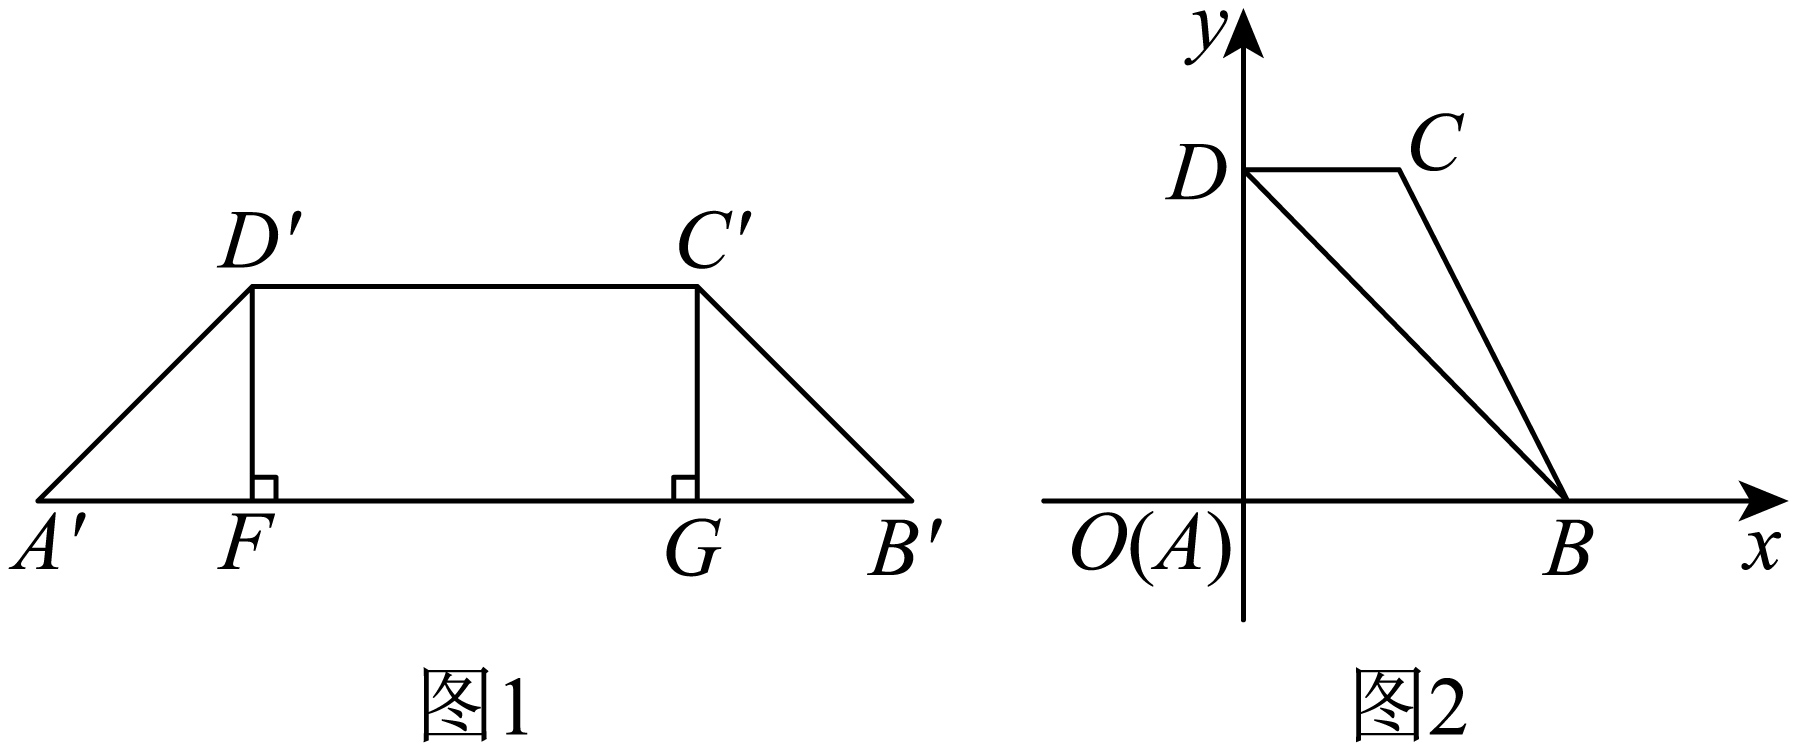 D′ C′
A′ F G B′
图1
y
D C
O(A) B x
图2